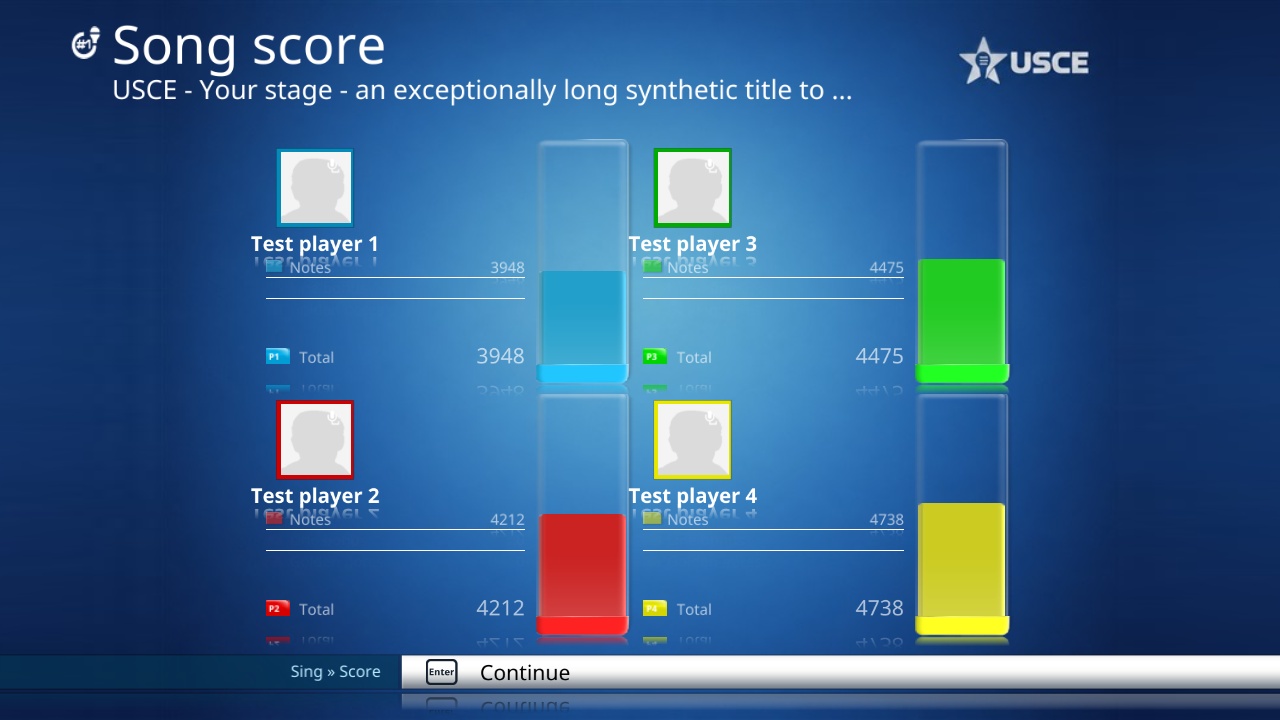 #1
Song score
USCE - Your stage - an exceptionally long synthetic title to ...
USCE
Test player 1
Notes 3948
P1 Total 3948
Test player 3
Notes 4475
P3 Total 4475
Test player 2
Notes 4212
P2 Total 4212
Test player 4
Notes 4738
P4 Total 4738
Sing » Score
Enter Continue